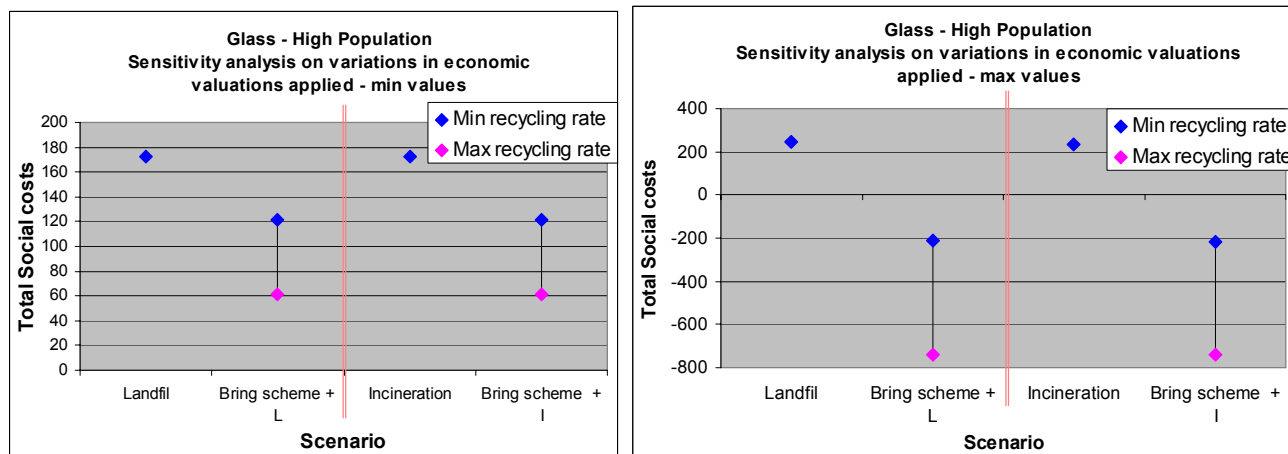 Glass - High Population
Sensitivity analysis on variations in economic
valuations applied - min values
Min recycling rate
Max recycling rate
200
180
160
140
120
100
80
60
40
20
0
Total Social costs
Landfil
Bring scheme +
L
Incineration
Bring scheme +
I
Scenario
Glass - High Population
Sensitivity analysis on variations in economic valuations
applied - max values
Min recycling rate
Max recycling rate
400
200
0
-200
-400
-600
-800
Total Social costs
Landfill
Bring scheme +
L
Incineration
Bring scheme +
I
Scenario